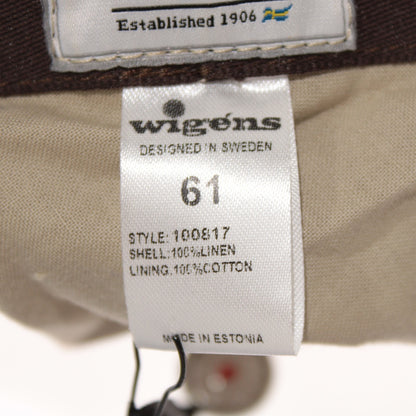 Established 1906
wigéns
DESIGNED IN SWEDEN
61
STYLE: 100817
SHELL:100%LINEN
LINING:100%COTTON
MADE IN ESTONIA